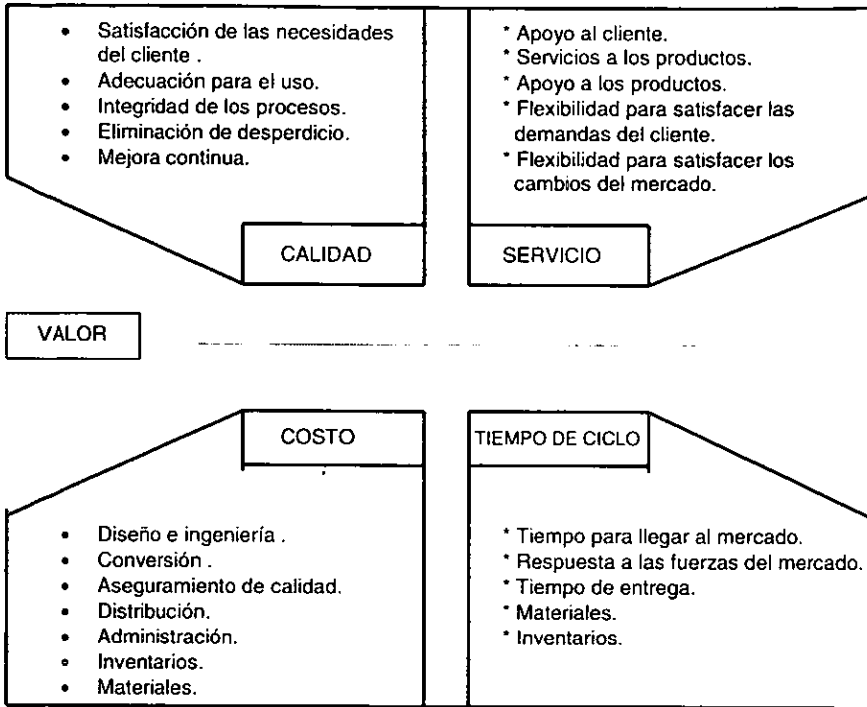 • Satisfacción de las necesidades
del cliente .
• Adecuación para el uso.
• Integridad de los procesos.
• Eliminación de desperdicio.
• Mejora continua.
CALIDAD
* Apoyo al cliente.
* Servicios a los productos.
* Apoyo a los productos.
* Flexibilidad para satisfacer las
demandas del cliente.
* Flexibilidad para satisfacer los
cambios del mercado.
SERVICIO
VALOR
COSTO
• Diseño e ingeniería .
• Conversión .
• Aseguramiento de calidad.
• Distribución.
• Administración.
• Inventarios.
• Materiales.
TIEMPO DE CICLO
* Tiempo para llegar al mercado.
* Respuesta a las fuerzas del mercado.
* Tiempo de entrega.
* Materiales.
* Inventarios.